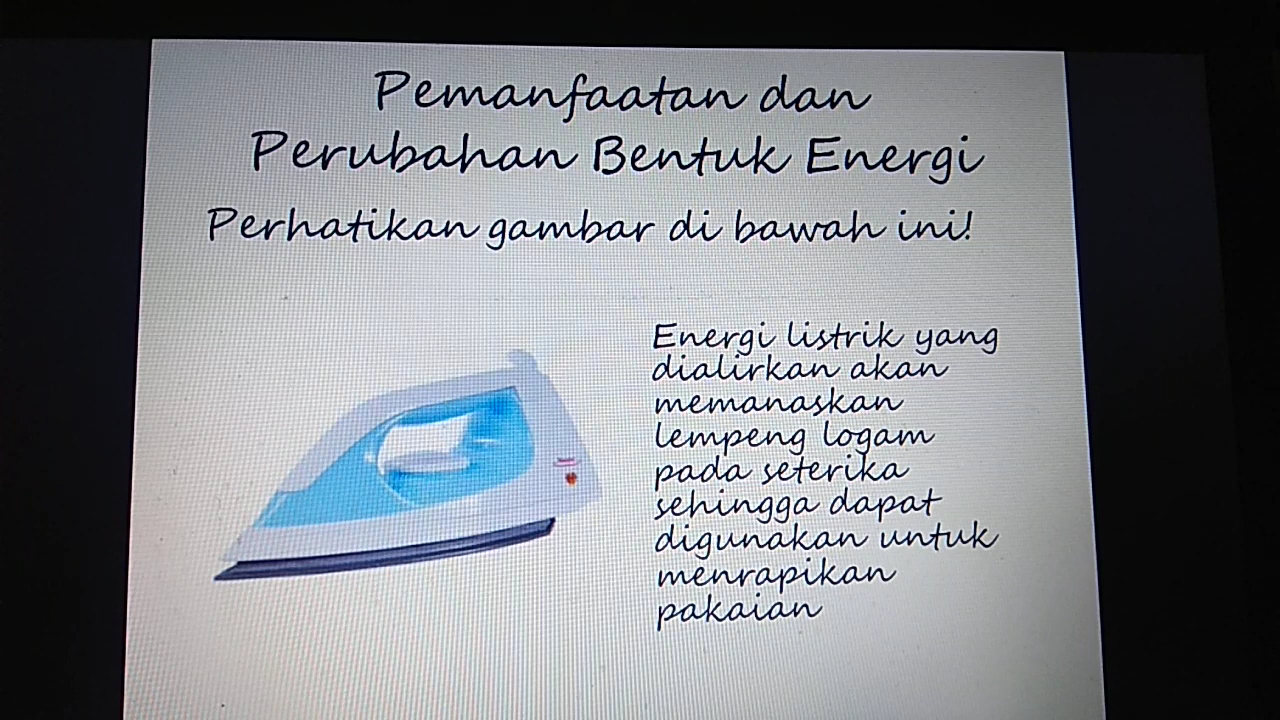 Pemanfaatan dan
Perubahan Bentuk Energi
Perhatikan gambar di bawah ini!
Energi listrik yang
dialirkan akan
memanaskan
lempeng logam
pada seterika
sehingga dapat
digunakan untuk
menrapikan
pakaian